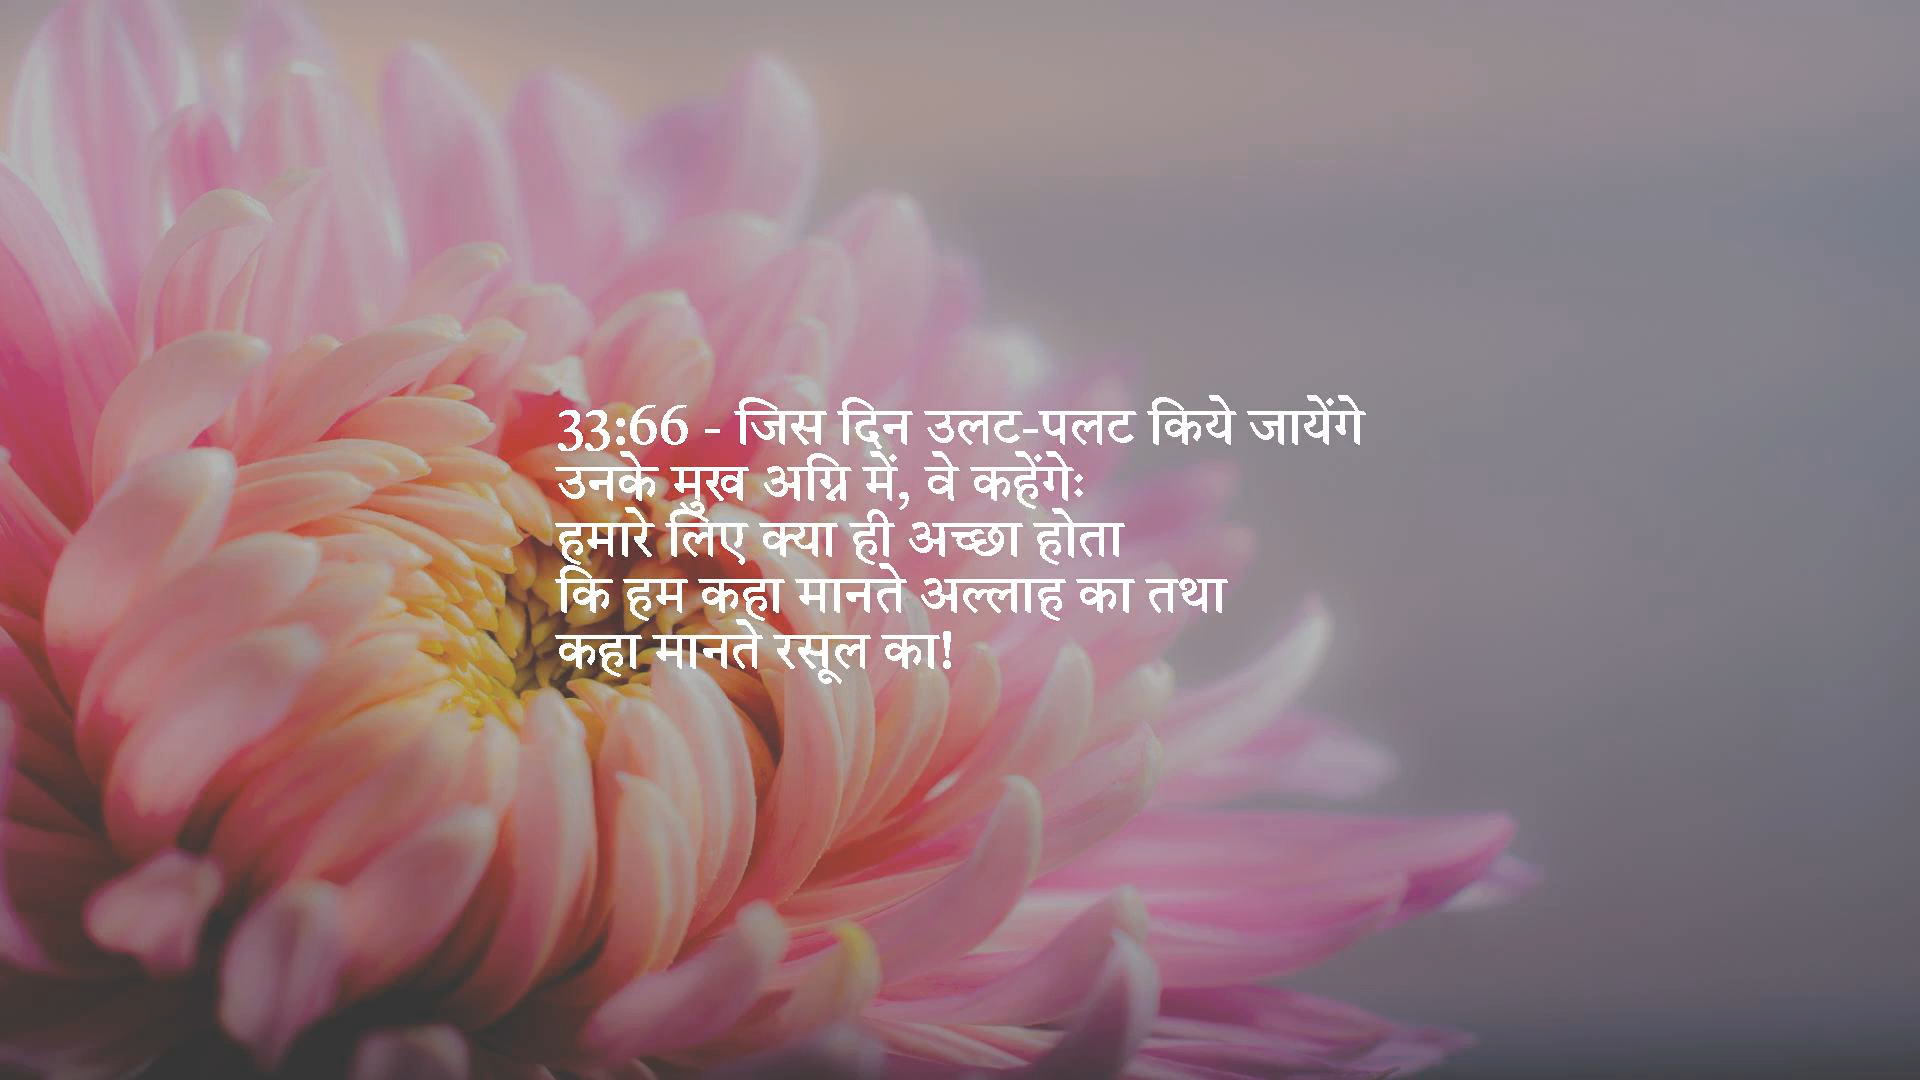 33:66 - जिस दिन उलट-पलट किये जायेंगे
उनके मुख अग्नि में, वे कहेंगेः
हमारे लिए क्या ही अच्छा होता
कि हम कहा मानते अल्लाह का तथा
कहा मानते रसूल का!